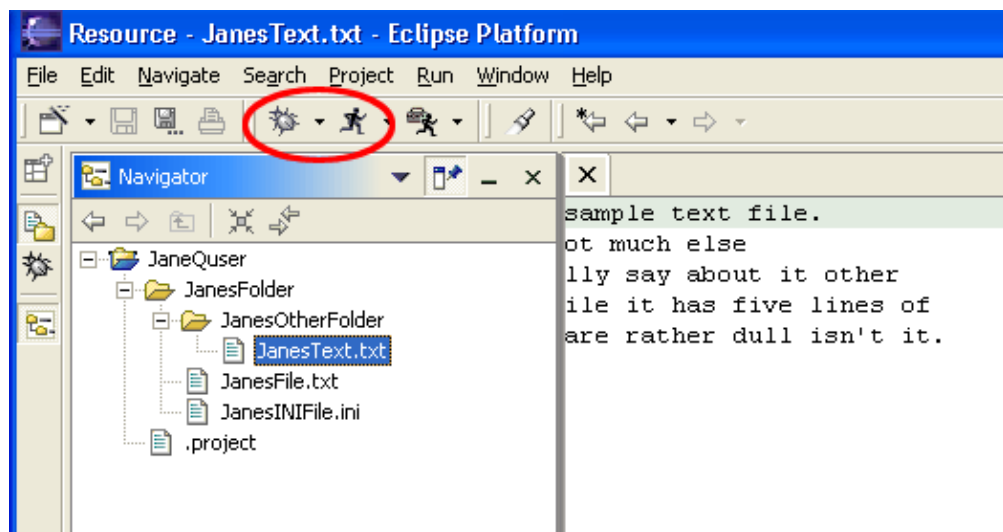 Resource - JanesText.txt - Eclipse Platform
File Edit Navigate Search Project Run Window Help
Navigator
JaneQuser
JanesFolder
JanesOtherFolder
JanesText.txt
JanesFile.txt
JanesINIFile.ini
.project
sample text file.
ot much else
lly say about it other
ile it has five lines of
are rather dull isn't it.